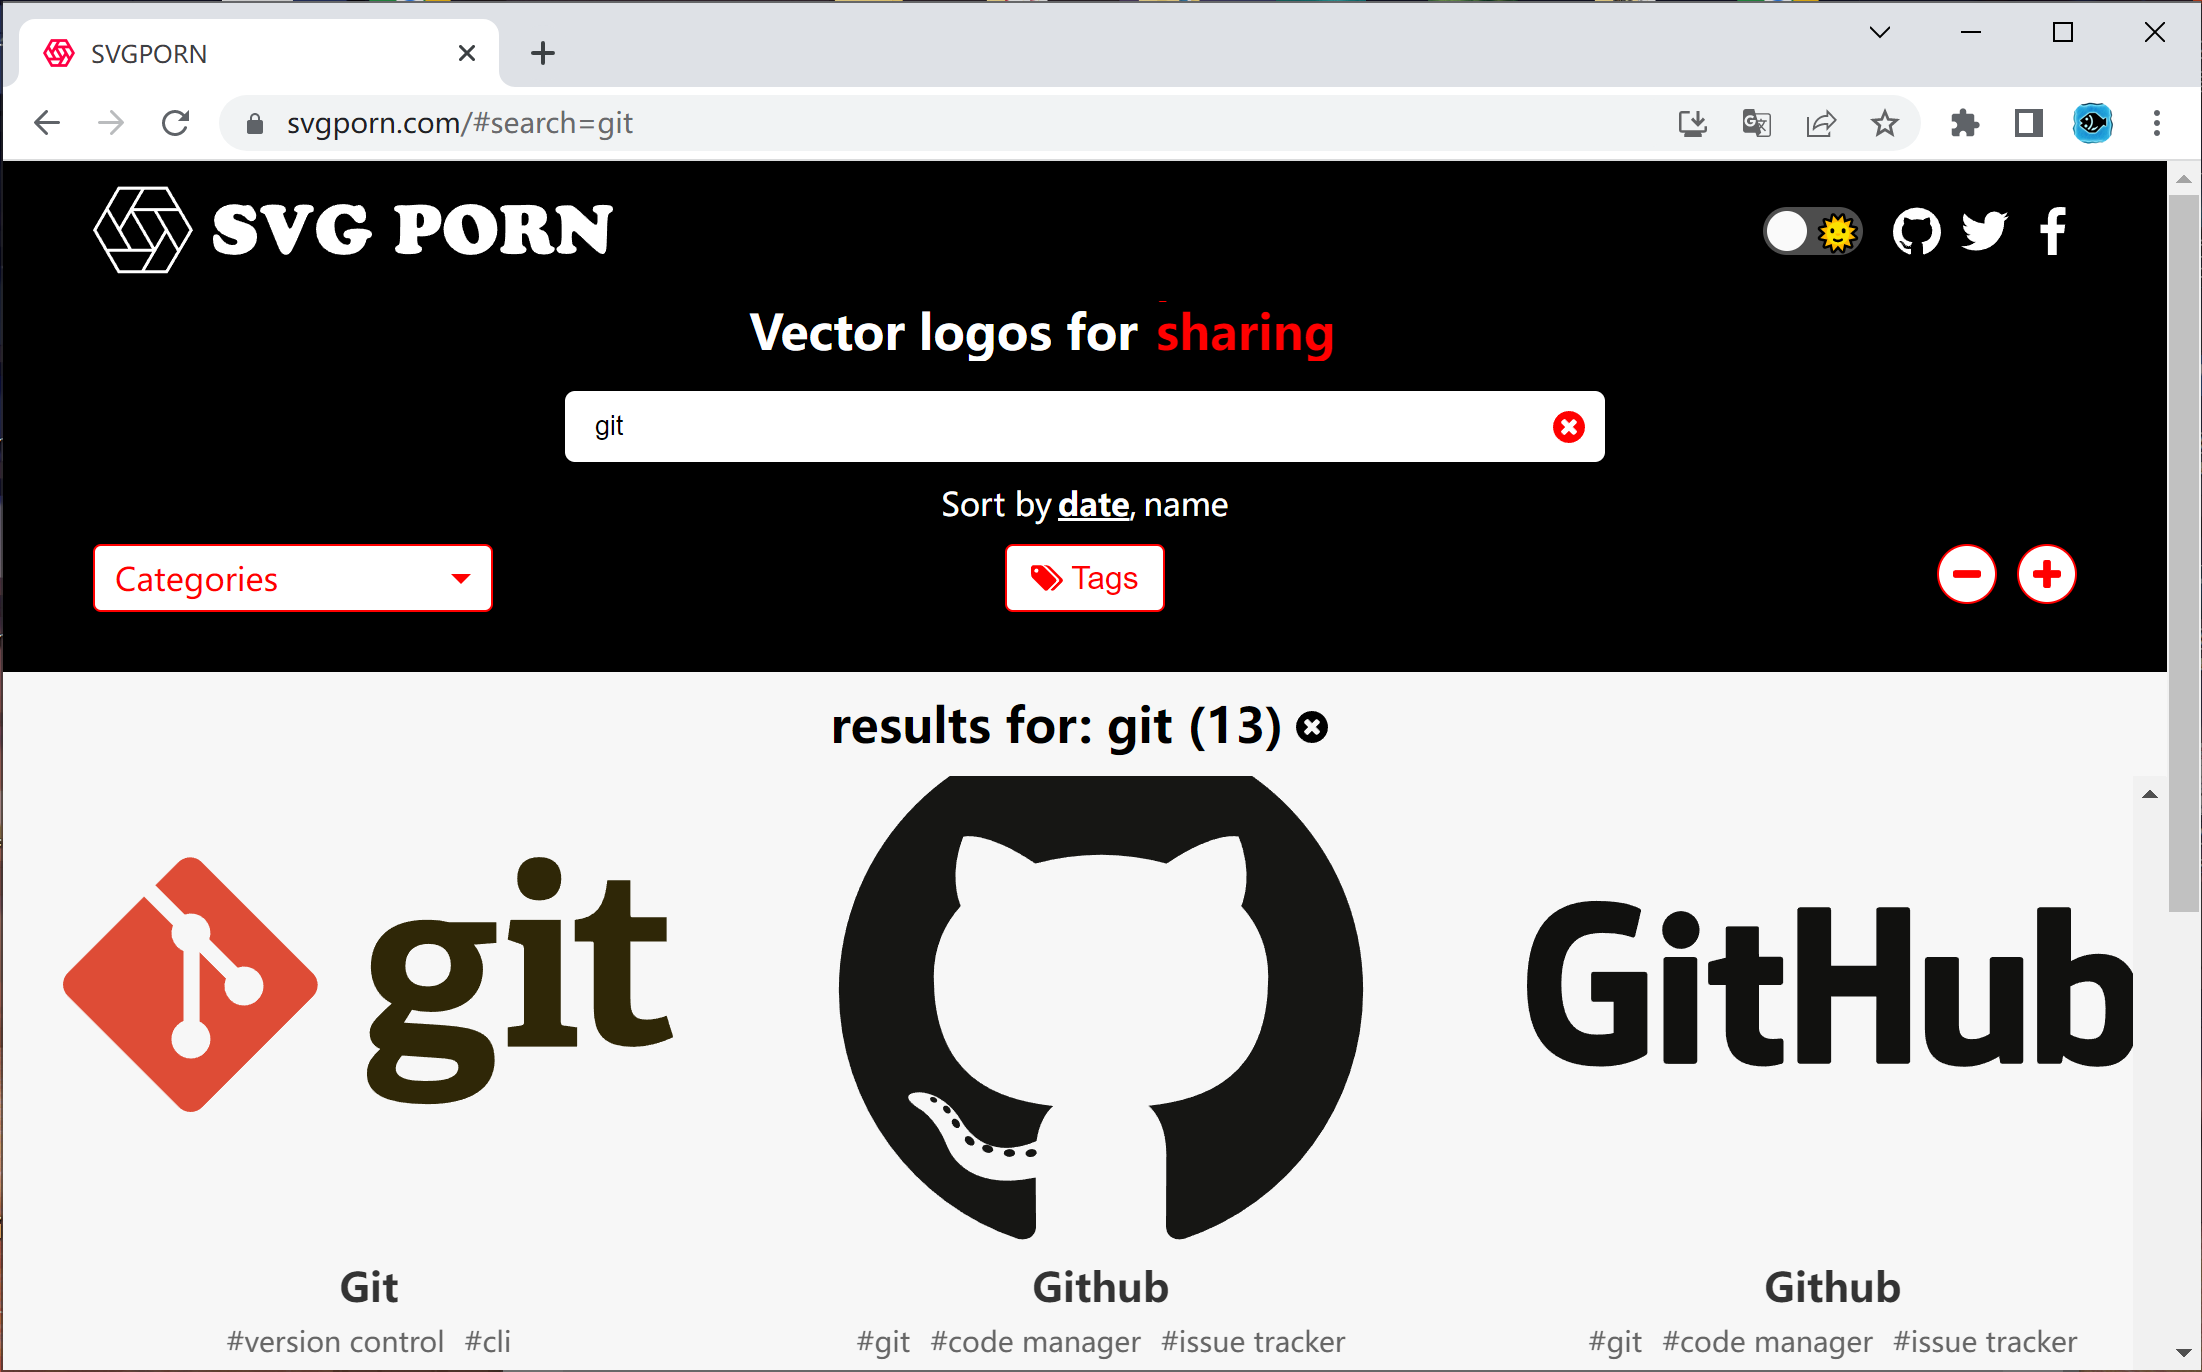 SVGPORN
svgporn.com/#search=git
SVG PORN
Vector logos for sharing
git
Sort by date, name
Categories
Tags
results for: git (13)
git
GitHub
Git
Github
Github
#version control #cli
#git #code manager #issue tracker
#git #code manager #issue tracker